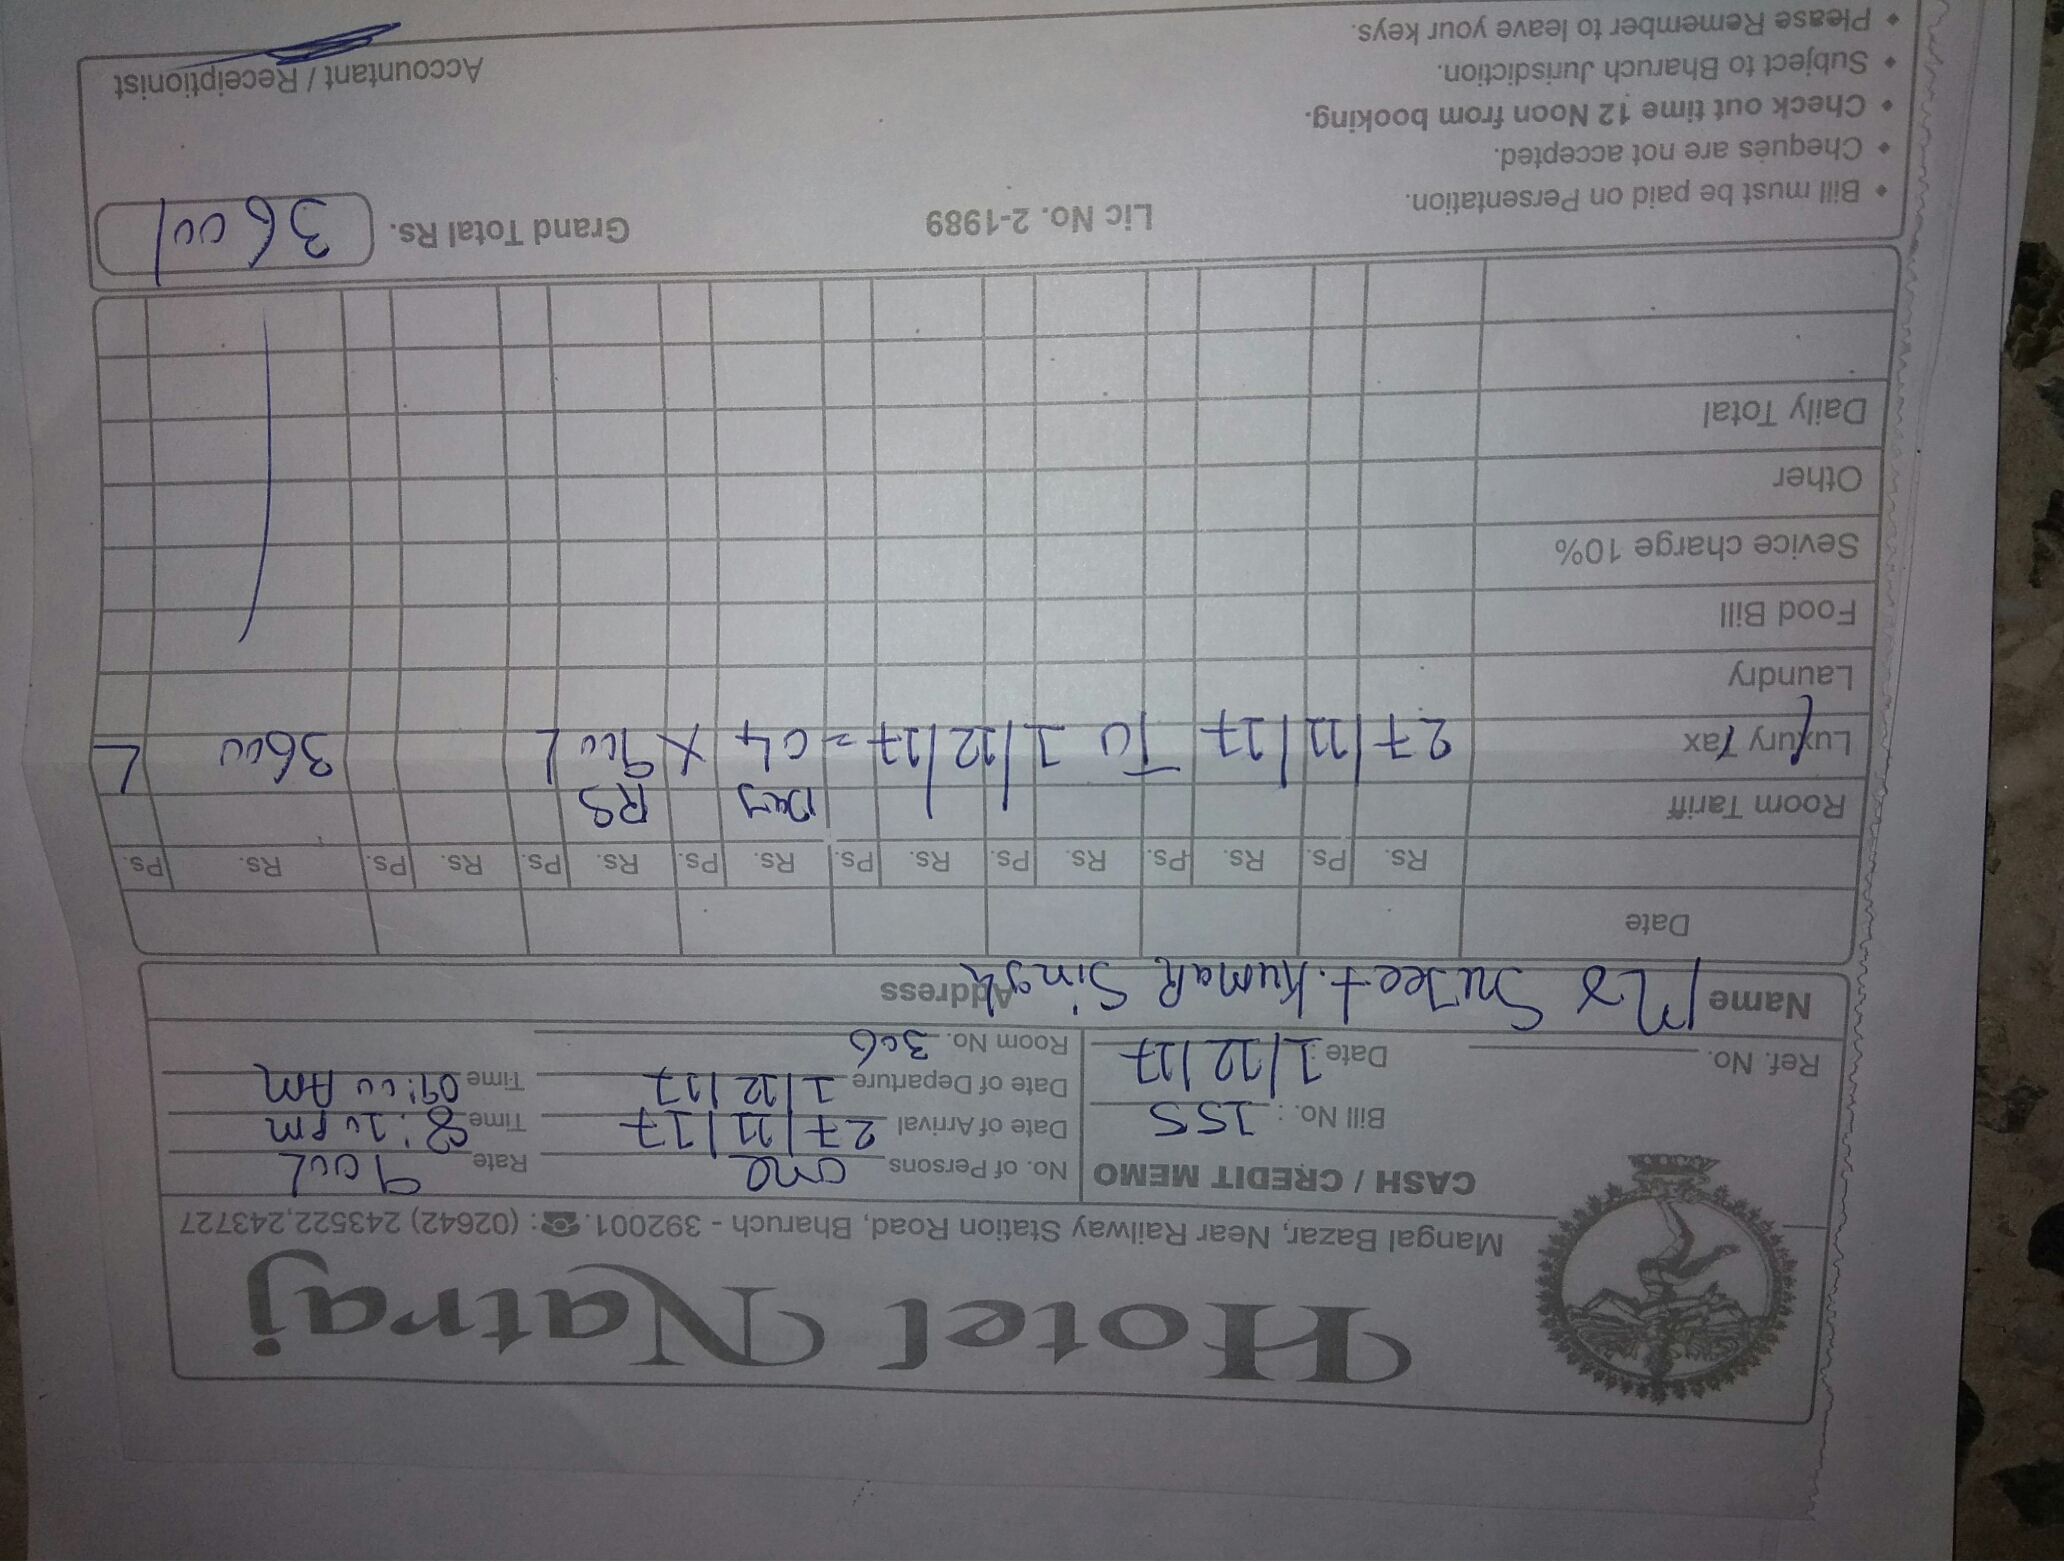 Hotel Natraj
Mangal Bazar, Near Railway Station Road, Bharuch - 392001. ☎: (02642) 243522,243727
CASH / CREDIT MEMO
Bill No. : 155
Ref. No.
Date : 1/12/17
No. of Persons one Rate 900/-
Date of Arrival 27/11/17 Time 8:10 PM
Date of Departure 1/12/17 Time 09:00 AM
Room No. 306
Name Mr Sujeet. Kumar Singh Address
Date
Rs. Ps. Rs. Ps. Rs. Ps. Rs. Ps. Rs. Ps. Rs. Ps. Rs. Ps. Rs. Ps.
Room Tariff Day RS
Luxury Tax 27/11/17 To 1/12/17 = 04 X 900/- 3600/-
Laundry
Food Bill
Sevice charge 10%
Other
Daily Total
• Bill must be paid on Persentation.
• Cheques are not accepted.
• Check out time 12 Noon from booking.
• Subject to Bharuch Jurisdiction.
• Please Remember to leave your keys.
Lic No. 2-1989
Grand Total Rs. 3600/
Accountant / Receiptionist